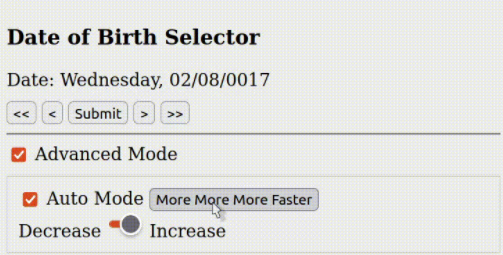 Date of Birth Selector
Date: Wednesday, 02/08/0017
<< < Submit > >>
Advanced Mode
Auto Mode More More More Faster
Decrease Increase